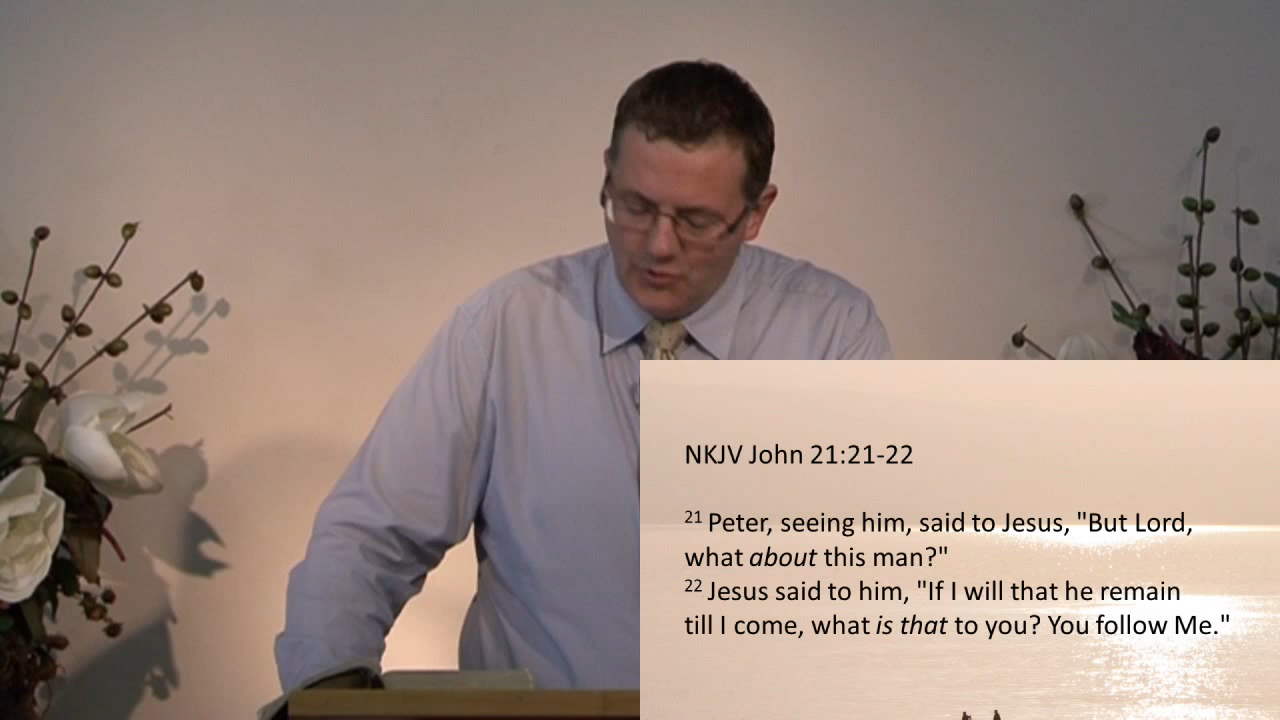 NKJV John 21:21-22
21 Peter, seeing him, said to Jesus, "But Lord,
what about this man?"
22 Jesus said to him, "If I will that he remain
till I come, what is that to you? You follow Me."